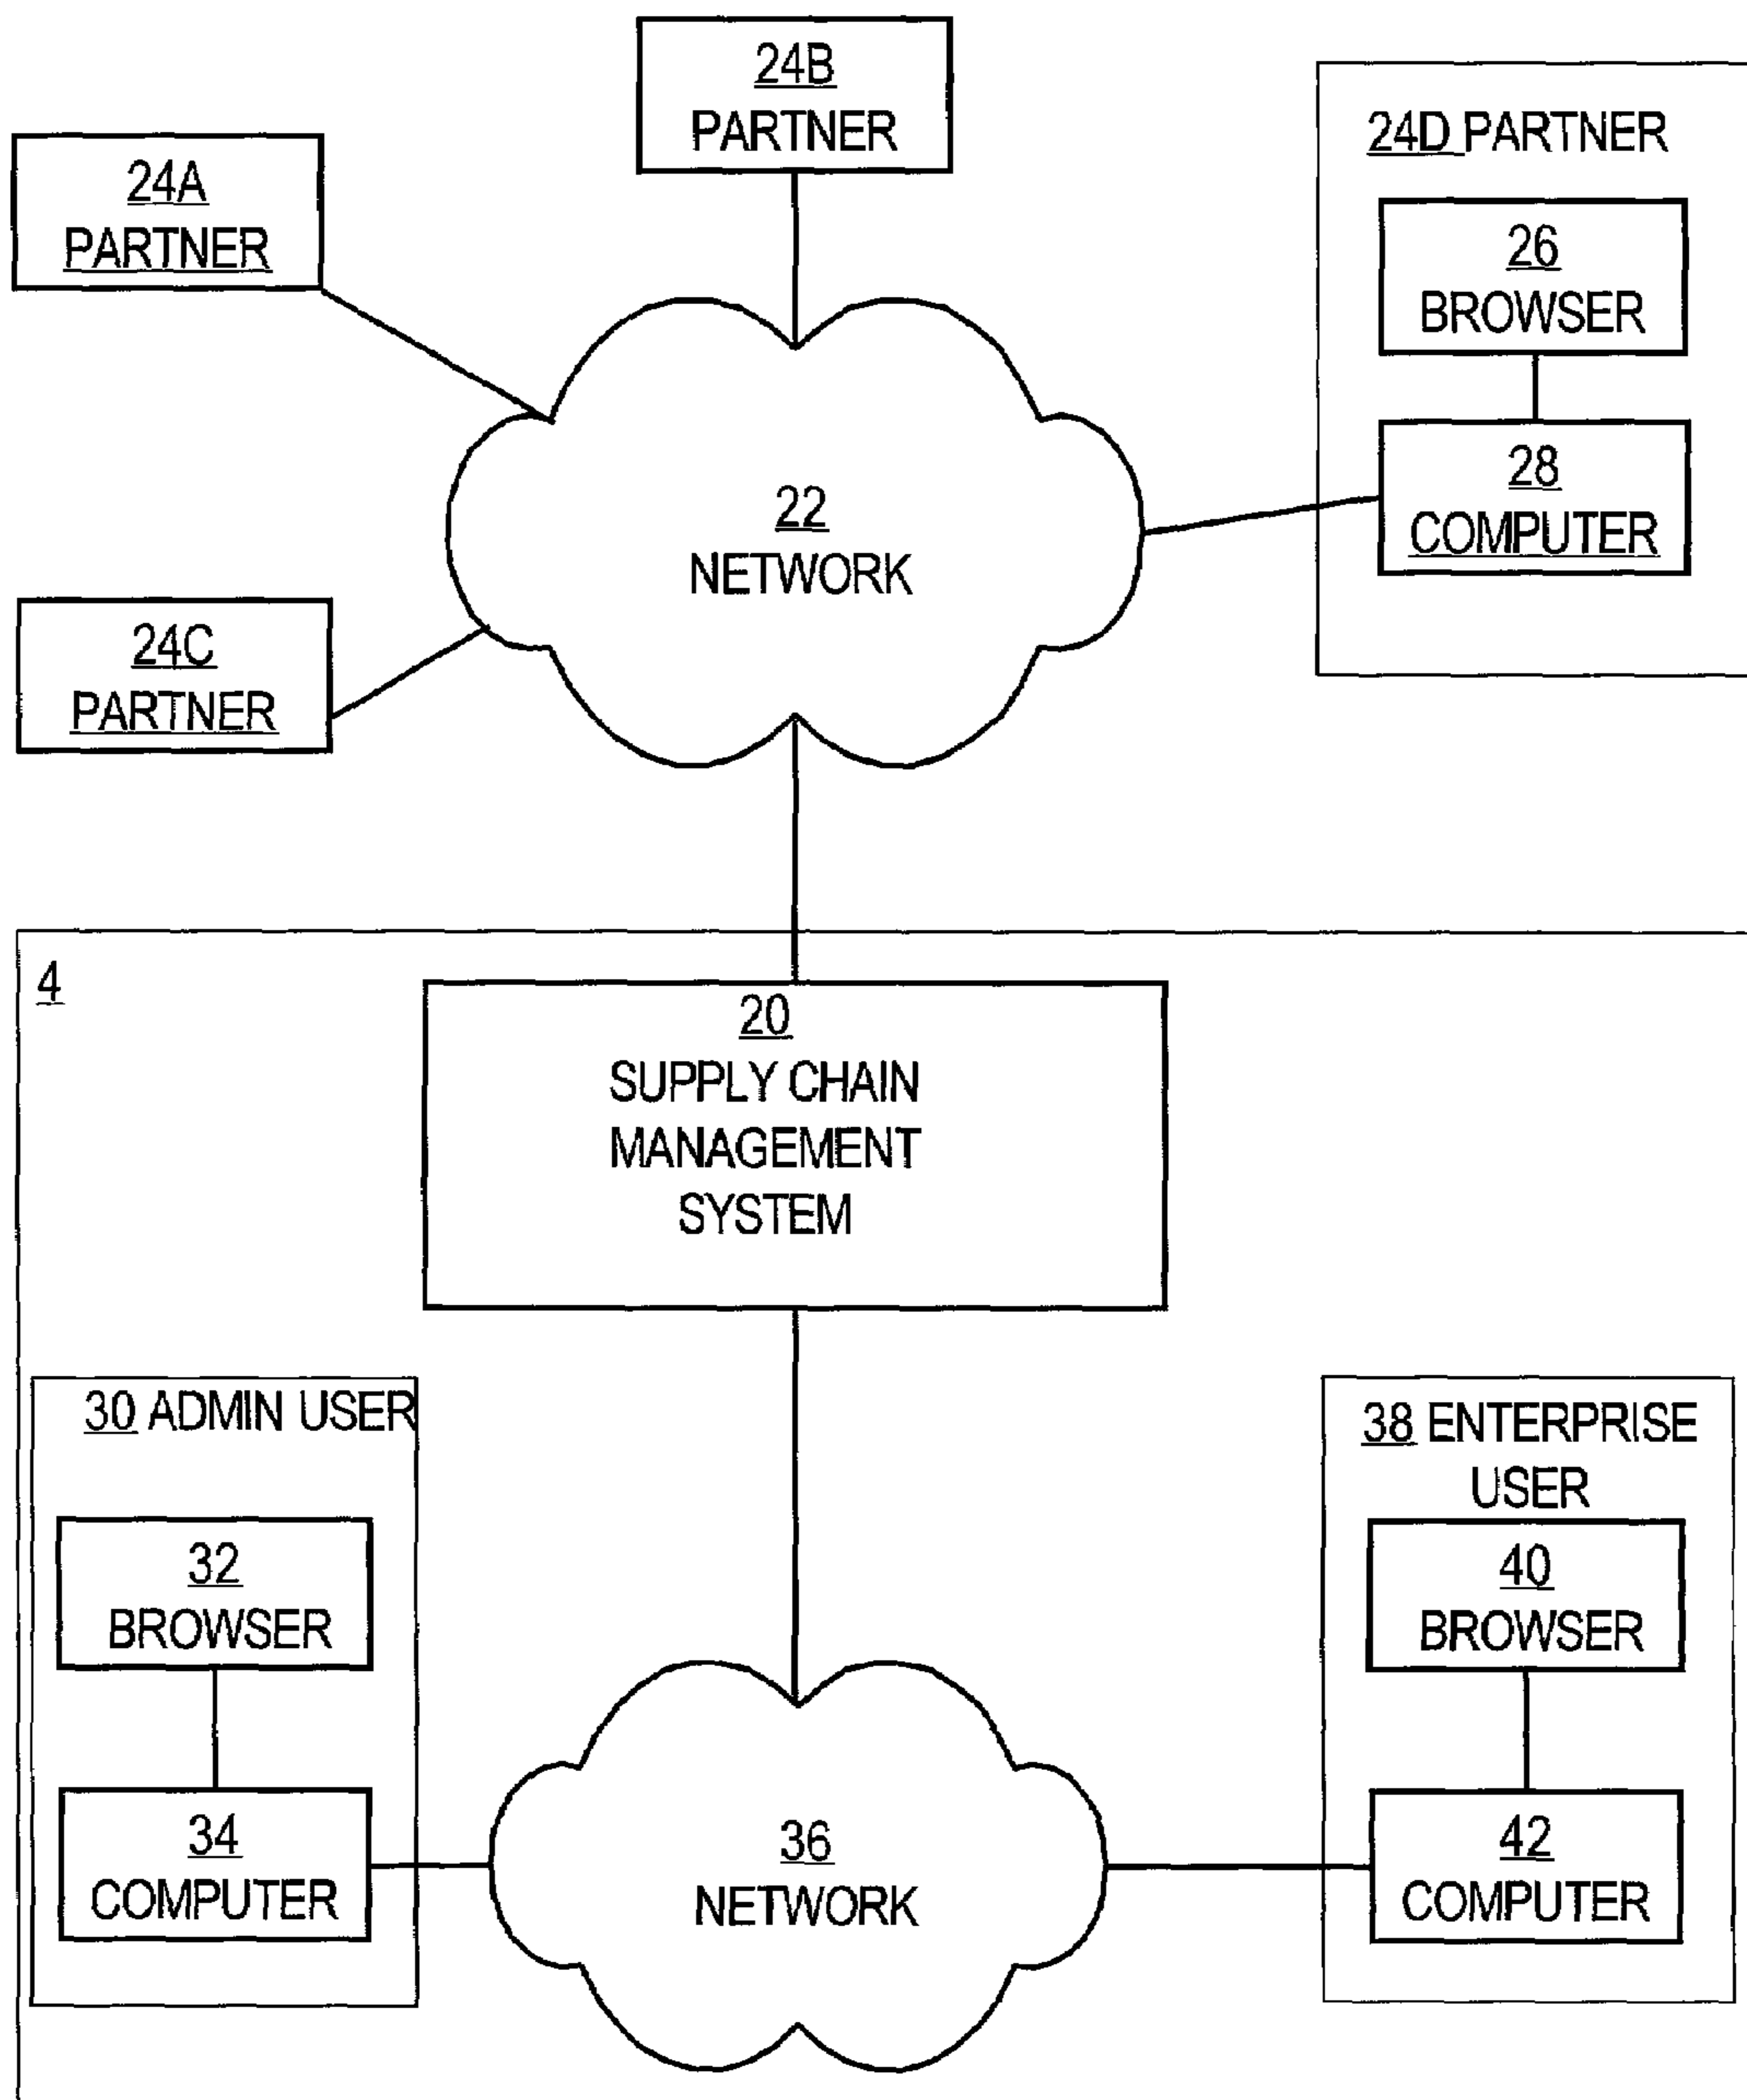 24B
PARTNER
24A
PARTNER
24D PARTNER
26
BROWSER
28
COMPUTER
22
NETWORK
24C
PARTNER
4
20
SUPPLY CHAIN
MANAGEMENT
SYSTEM
30 ADMIN USER
32
BROWSER
34
COMPUTER
36
NETWORK
38 ENTERPRISE
USER
40
BROWSER
42
COMPUTER